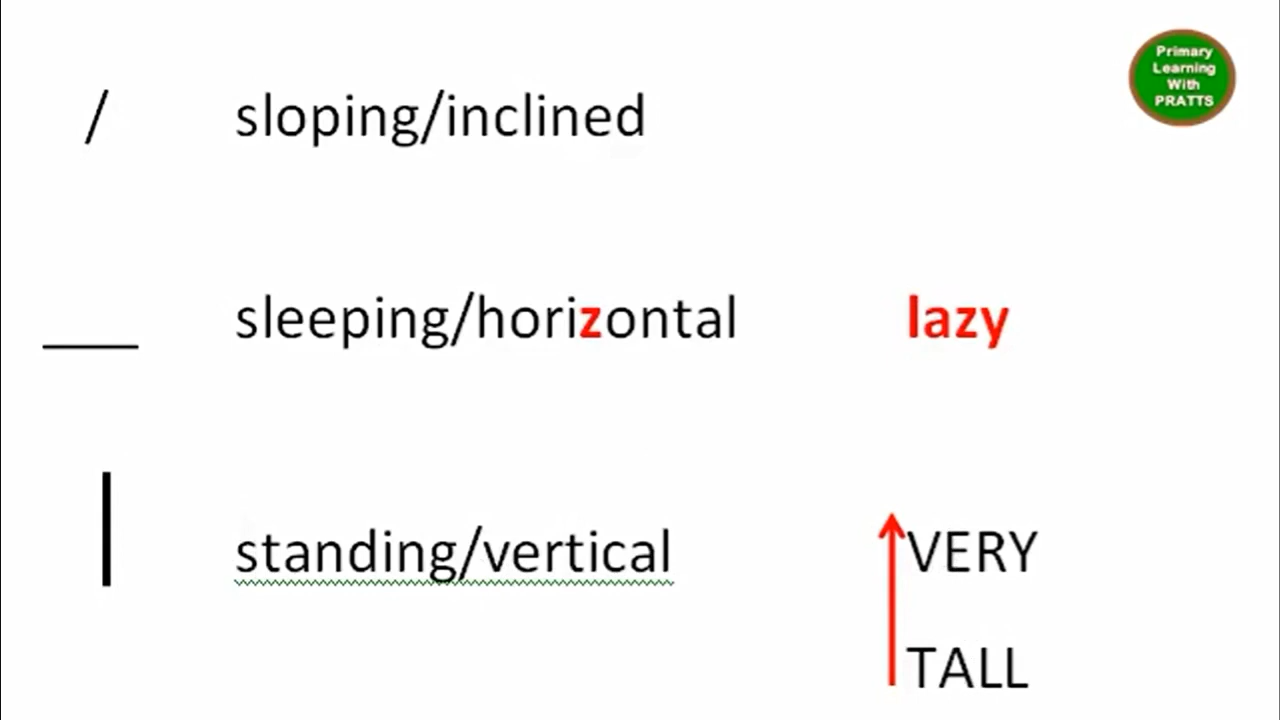 Primary
Learning
With
PRATTS
/ sloping/inclined
sleeping/horizontal lazy
standing/vertical VERY
TALL